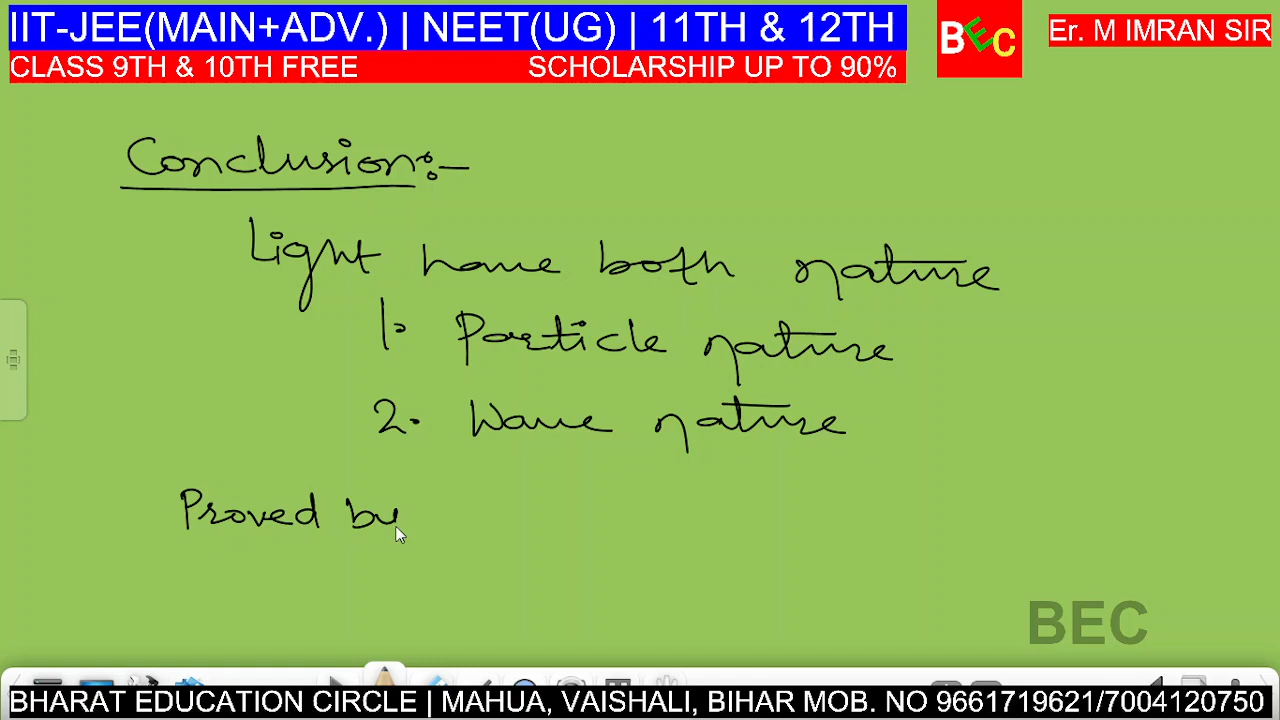 IIT-JEE(MAIN+ADV.) | NEET(UG) | 11TH & 12TH
BEC
Er. M IMRAN SIR
CLASS 9TH & 10TH FREE SCHOLARSHIP UP TO 90%
Conclusion:-
Light have both nature
1. Particle nature
2. Wave nature
Proved by
BEC
BHARAT EDUCATION CIRCLE | MAHUA, VAISHALI, BIHAR MOB. NO 9661719621/7004120750